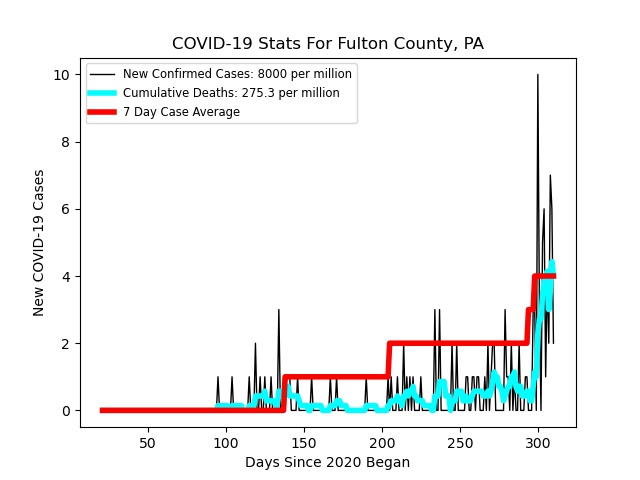 COVID-19 Stats For Fulton County, PA
New Confirmed Cases: 8000 per million
Cumulative Deaths: 275.3 per million
7 Day Case Average
New COVID-19 Cases
10
8
6
4
2
0
50 100 150 200 250 300
Days Since 2020 Began